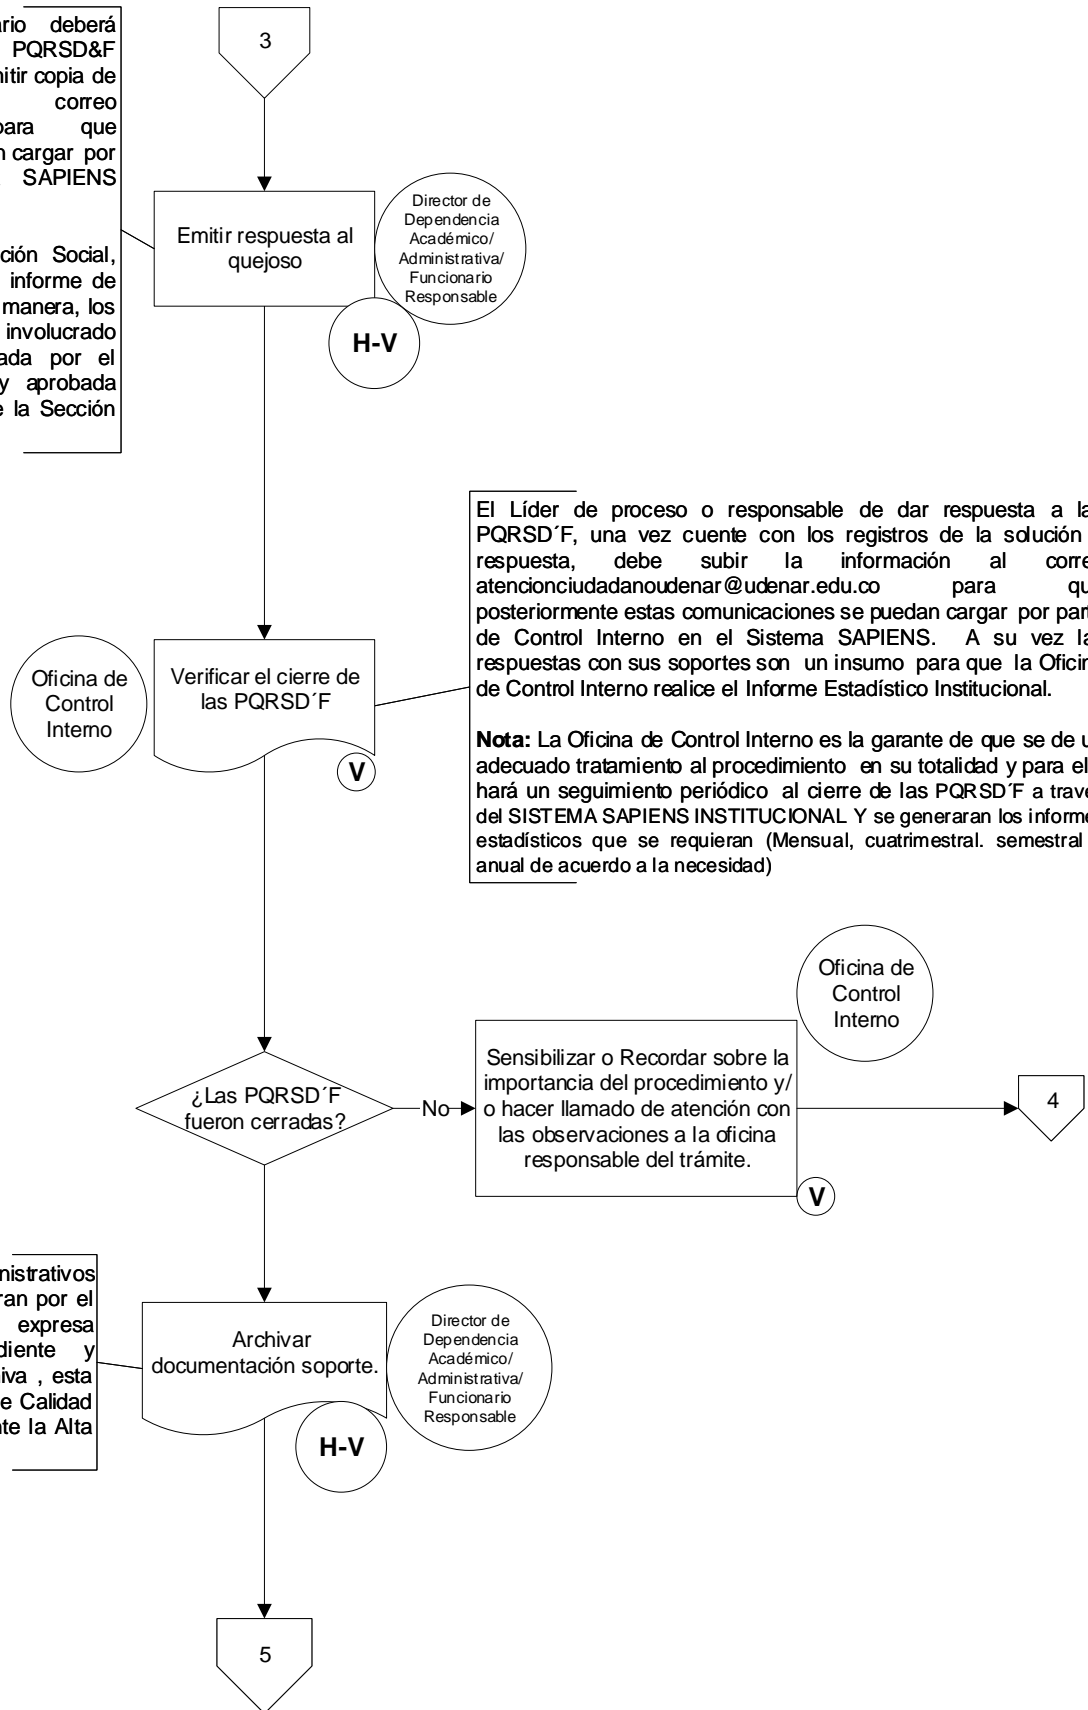 ario deberá
PQRSD&F
itir copia de
correo
para que
n cargar por
SAPIENS
ción Social,
informe de
manera, los
involucrado
ada por el
y aprobada
e la Sección
3
Emitir respuesta al
quejoso
Director de
Dependencia
Académico/
Administrativa/
Funcionario
Responsable
H-V
El Líder de proceso o responsable de dar respuesta a la
PQRSD´F, una vez cuente con los registros de la solución
respuesta, debe subir la información al corre
atencionciudadanoudenar@udenar.edu.co para qu
posteriormente estas comunicaciones se puedan cargar por part
de Control Interno en el Sistema SAPIENS. A su vez la
respuestas con sus soportes son un insumo para que la Oficin
de Control Interno realice el Informe Estadístico Institucional.
Nota: La Oficina de Control Interno es la garante de que se de u
adecuado tratamiento al procedimiento en su totalidad y para el
hará un seguimiento periódico al cierre de las PQRSD´F a trave
del SISTEMA SAPIENS INSTITUCIONAL Y se generaran los informe
estadísticos que se requieran (Mensual, cuatrimestral. semestral
anual de acuerdo a la necesidad)
Oficina de
Control
Interno
Verificar el cierre de
las PQRSD´F
V
Oficina de
Control
Interno
¿Las PQRSD´F
fueron cerradas?
No
Sensibilizar o Recordar sobre la
importancia del procedimiento y/
o hacer llamado de atención con
las observaciones a la oficina
responsable del trámite.
V
4
nistrativos
ran por el
expresa
diente y
iva , esta
e Calidad
nte la Alta
Archivar
documentación soporte.
Director de
Dependencia
Académico/
Administrativa/
Funcionario
Responsable
H-V
5